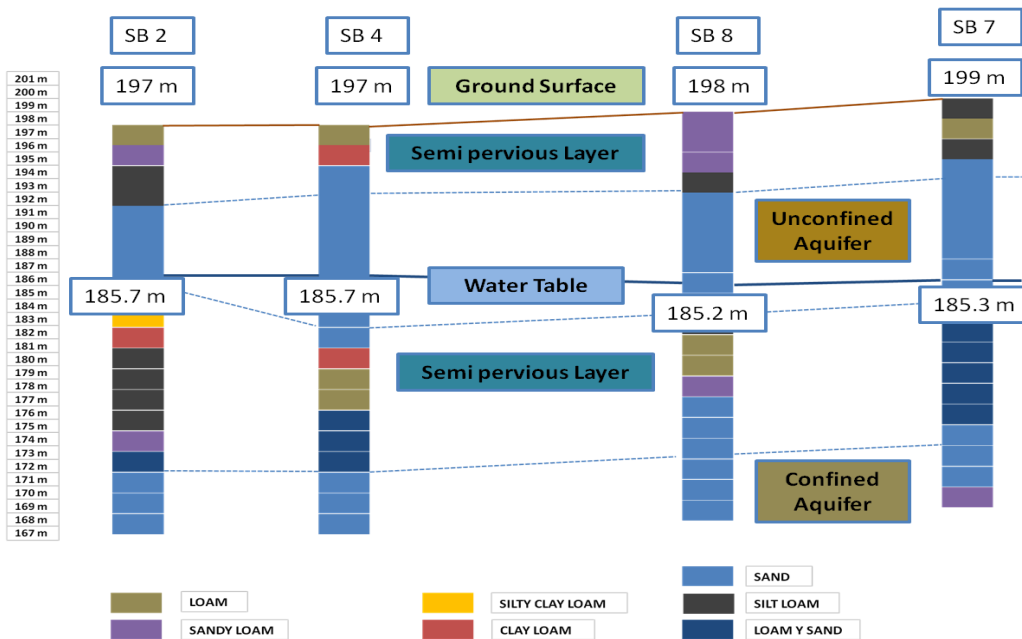 SB 2
SB 4
SB 8
SB 7
197 m
197 m
Ground Surface
198 m
199 m
201 m
200 m
199 m
198 m
197 m
196 m
195 m
194 m
193 m
192 m
191 m
190 m
189 m
188 m
187 m
186 m
185 m
184 m
183 m
182 m
181 m
180 m
179 m
178 m
177 m
176 m
175 m
174 m
173 m
172 m
171 m
170 m
169 m
168 m
167 m
Semi pervious Layer
Unconfined
Aquifer
Water Table
185.7 m
185.7 m
185.2 m
185.3 m
Semi pervious Layer
Confined
Aquifer
LOAM
SANDY LOAM
SILTY CLAY LOAM
CLAY LOAM
SAND
SILT LOAM
LOAM Y SAND